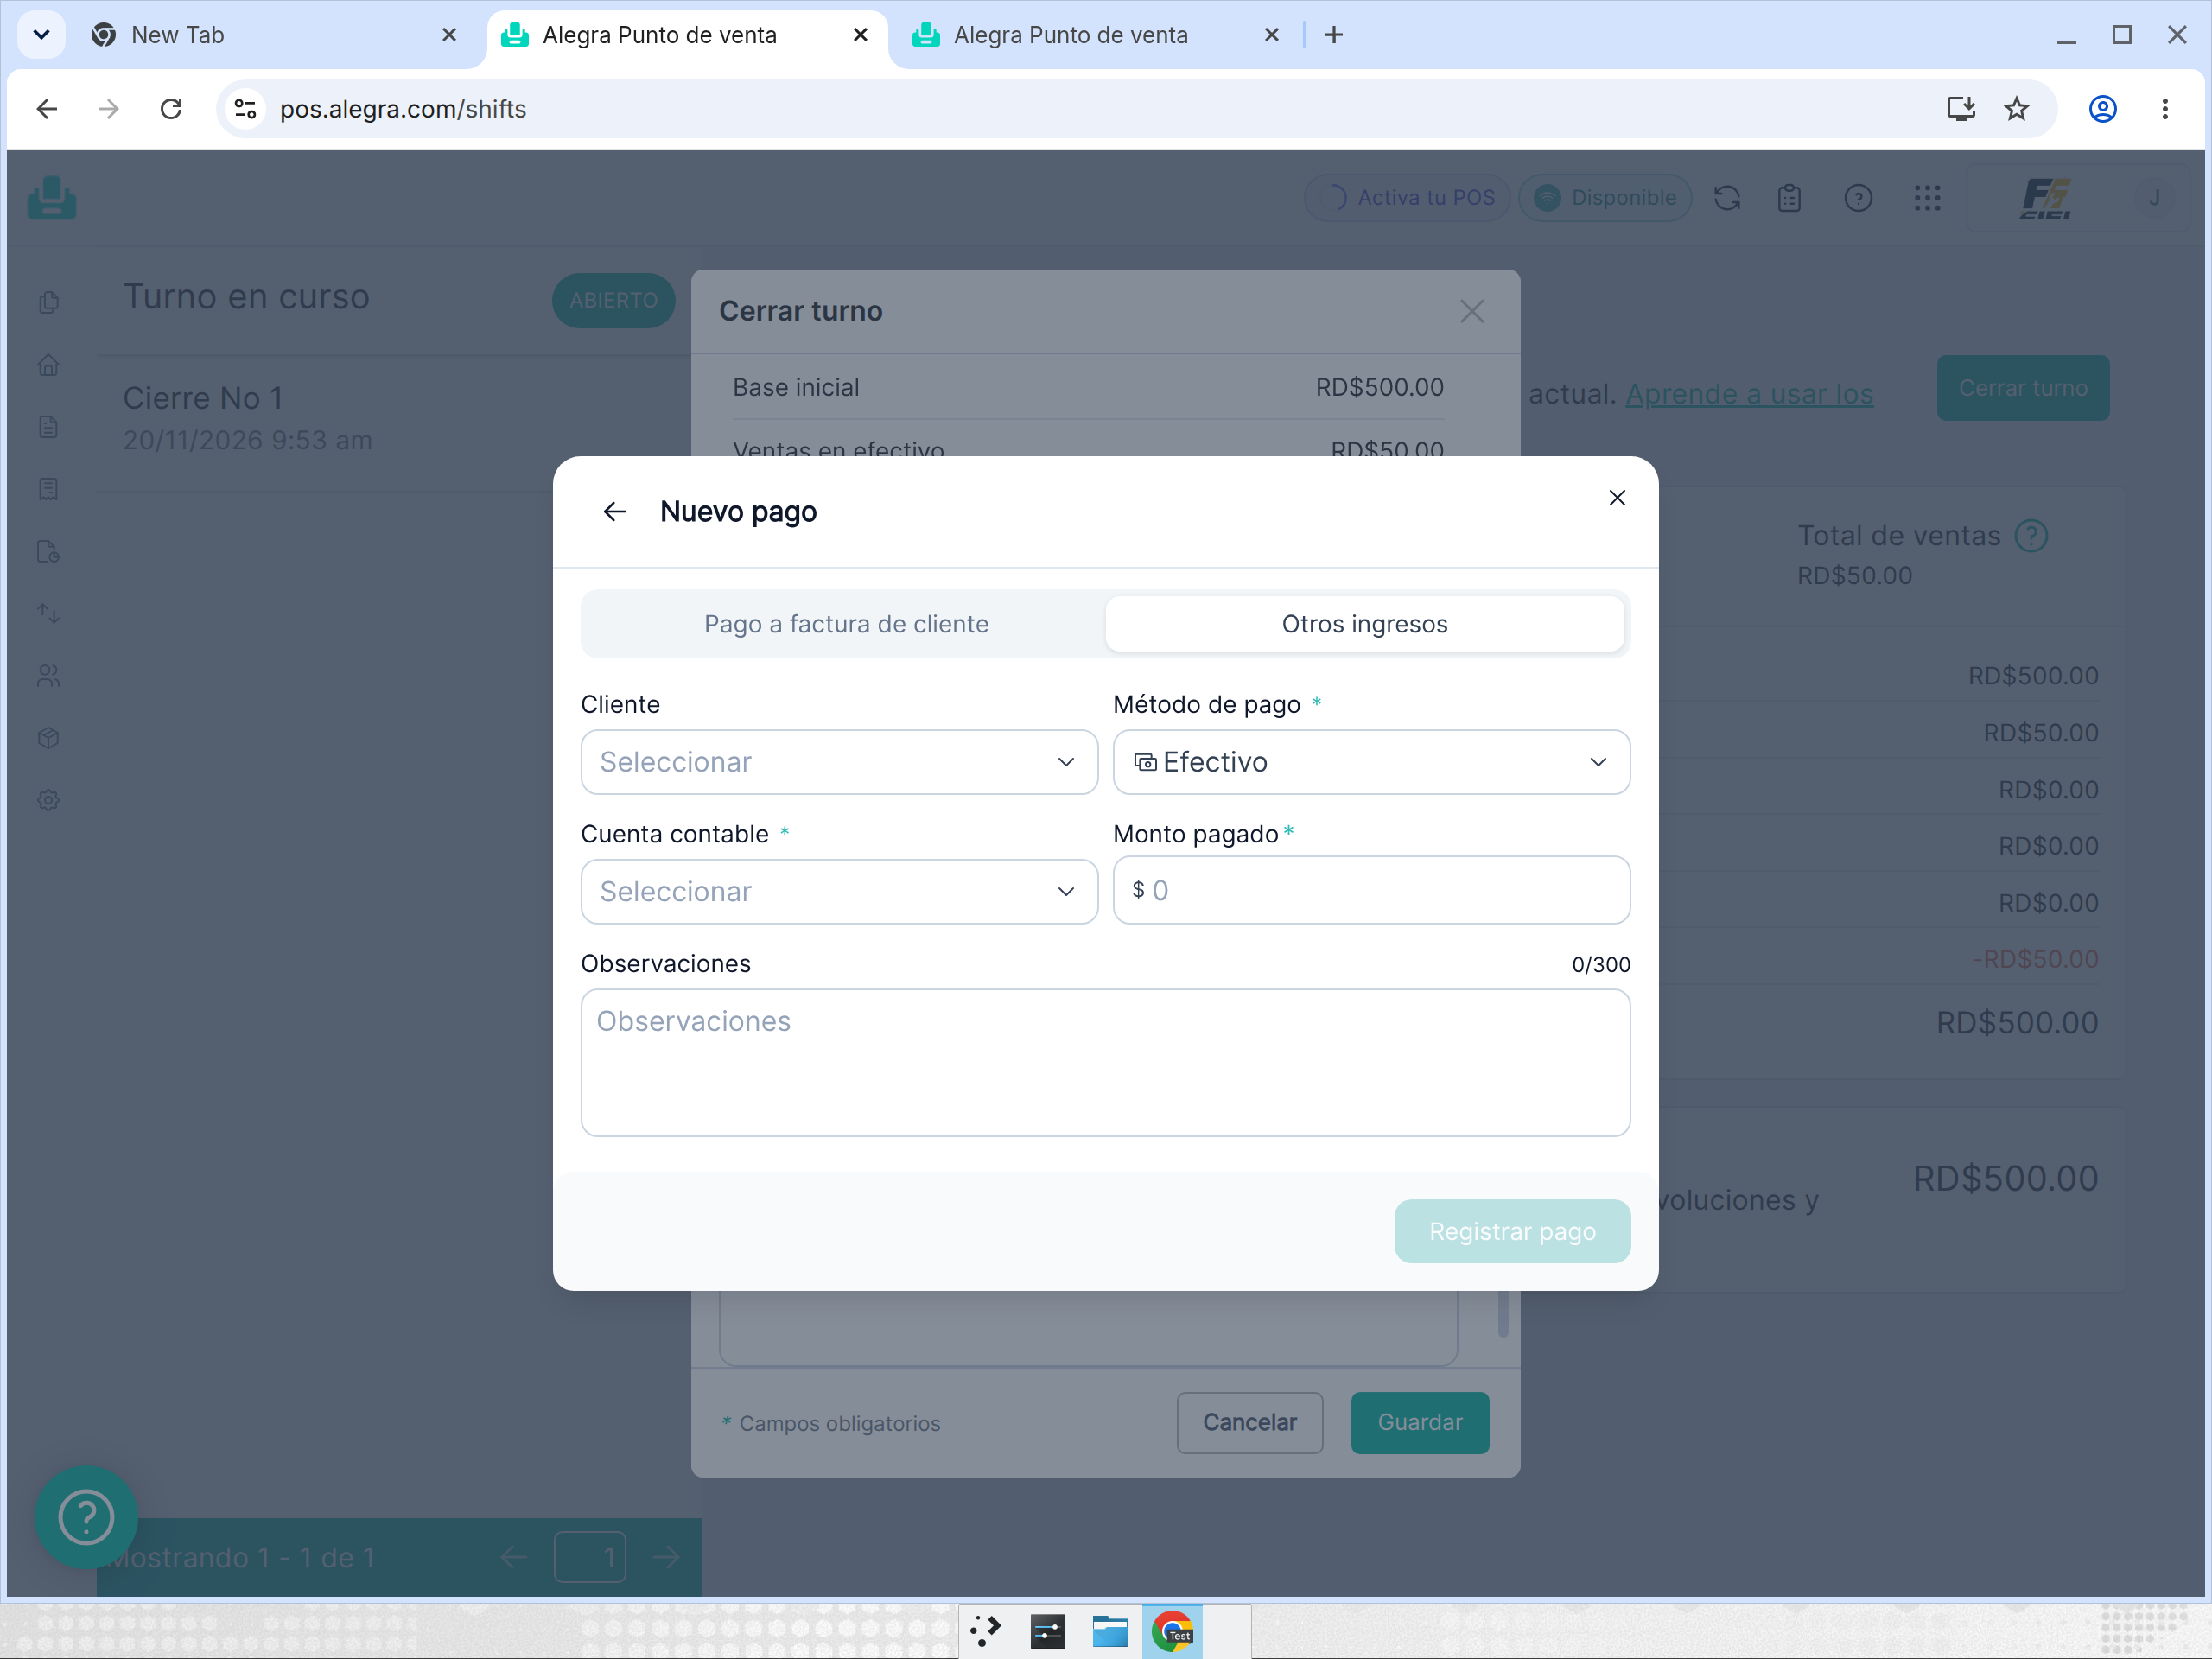 New Tab
Alegra Punto de venta
Alegra Punto de venta
pos.alegra.com/shifts
Activa tu POS
Disponible
J
Turno en curso
ABIERTO
Cierre No 1
20/11/2026 9:53 am
Cerrar turno
Base inicial
RD$500.00
Ventas en efectivo
RD$50.00
actual. Aprende a usar los
Cerrar turno
Nuevo pago
Pago a factura de cliente
Otros ingresos
Cliente
Método de pago *
Seleccionar
Efectivo
Cuenta contable *
Monto pagado*
Seleccionar
$ 0
Observaciones
0/300
Observaciones
Registrar pago
Total de ventas
RD$50.00
RD$500.00
RD$50.00
RD$0.00
RD$0.00
RD$0.00
-RD$50.00
RD$500.00
voluciones y
RD$500.00
* Campos obligatorios
Cancelar
Guardar
Mostrando 1 - 1 de 1
1
Test